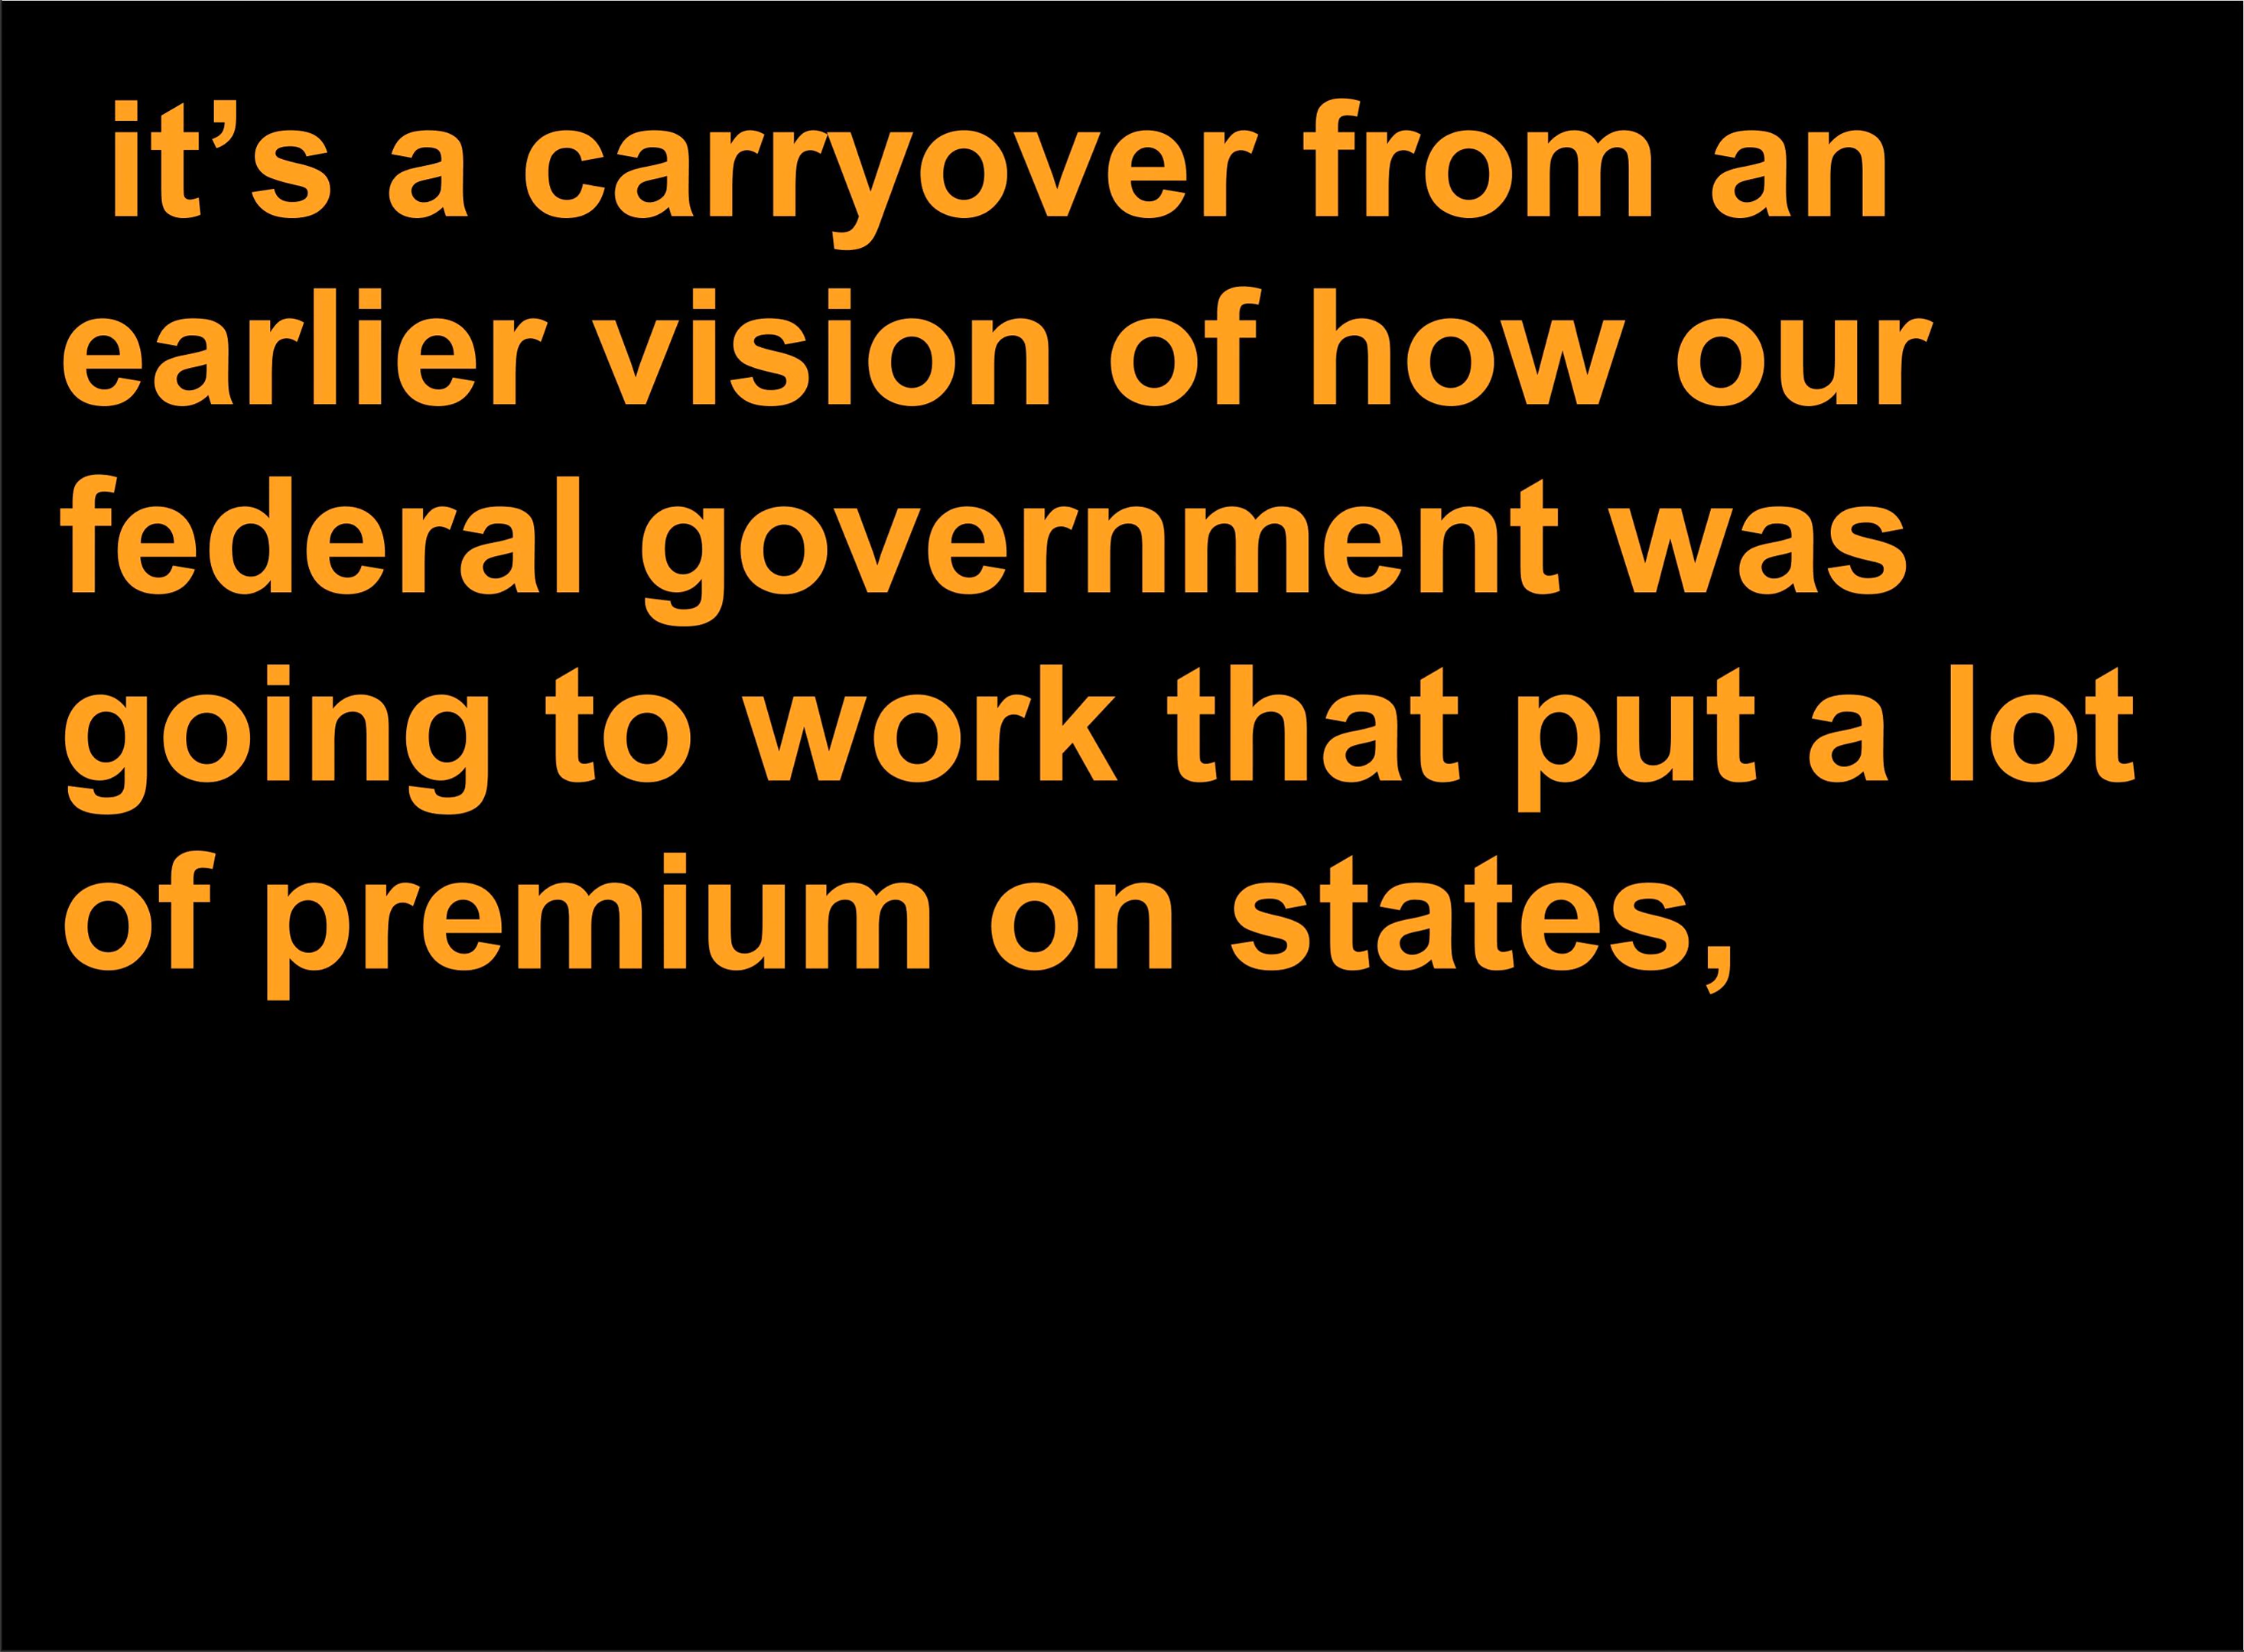 it’s a carryover from an
earlier vision of how our
federal government was
going to work that put a lot
of premium on states,